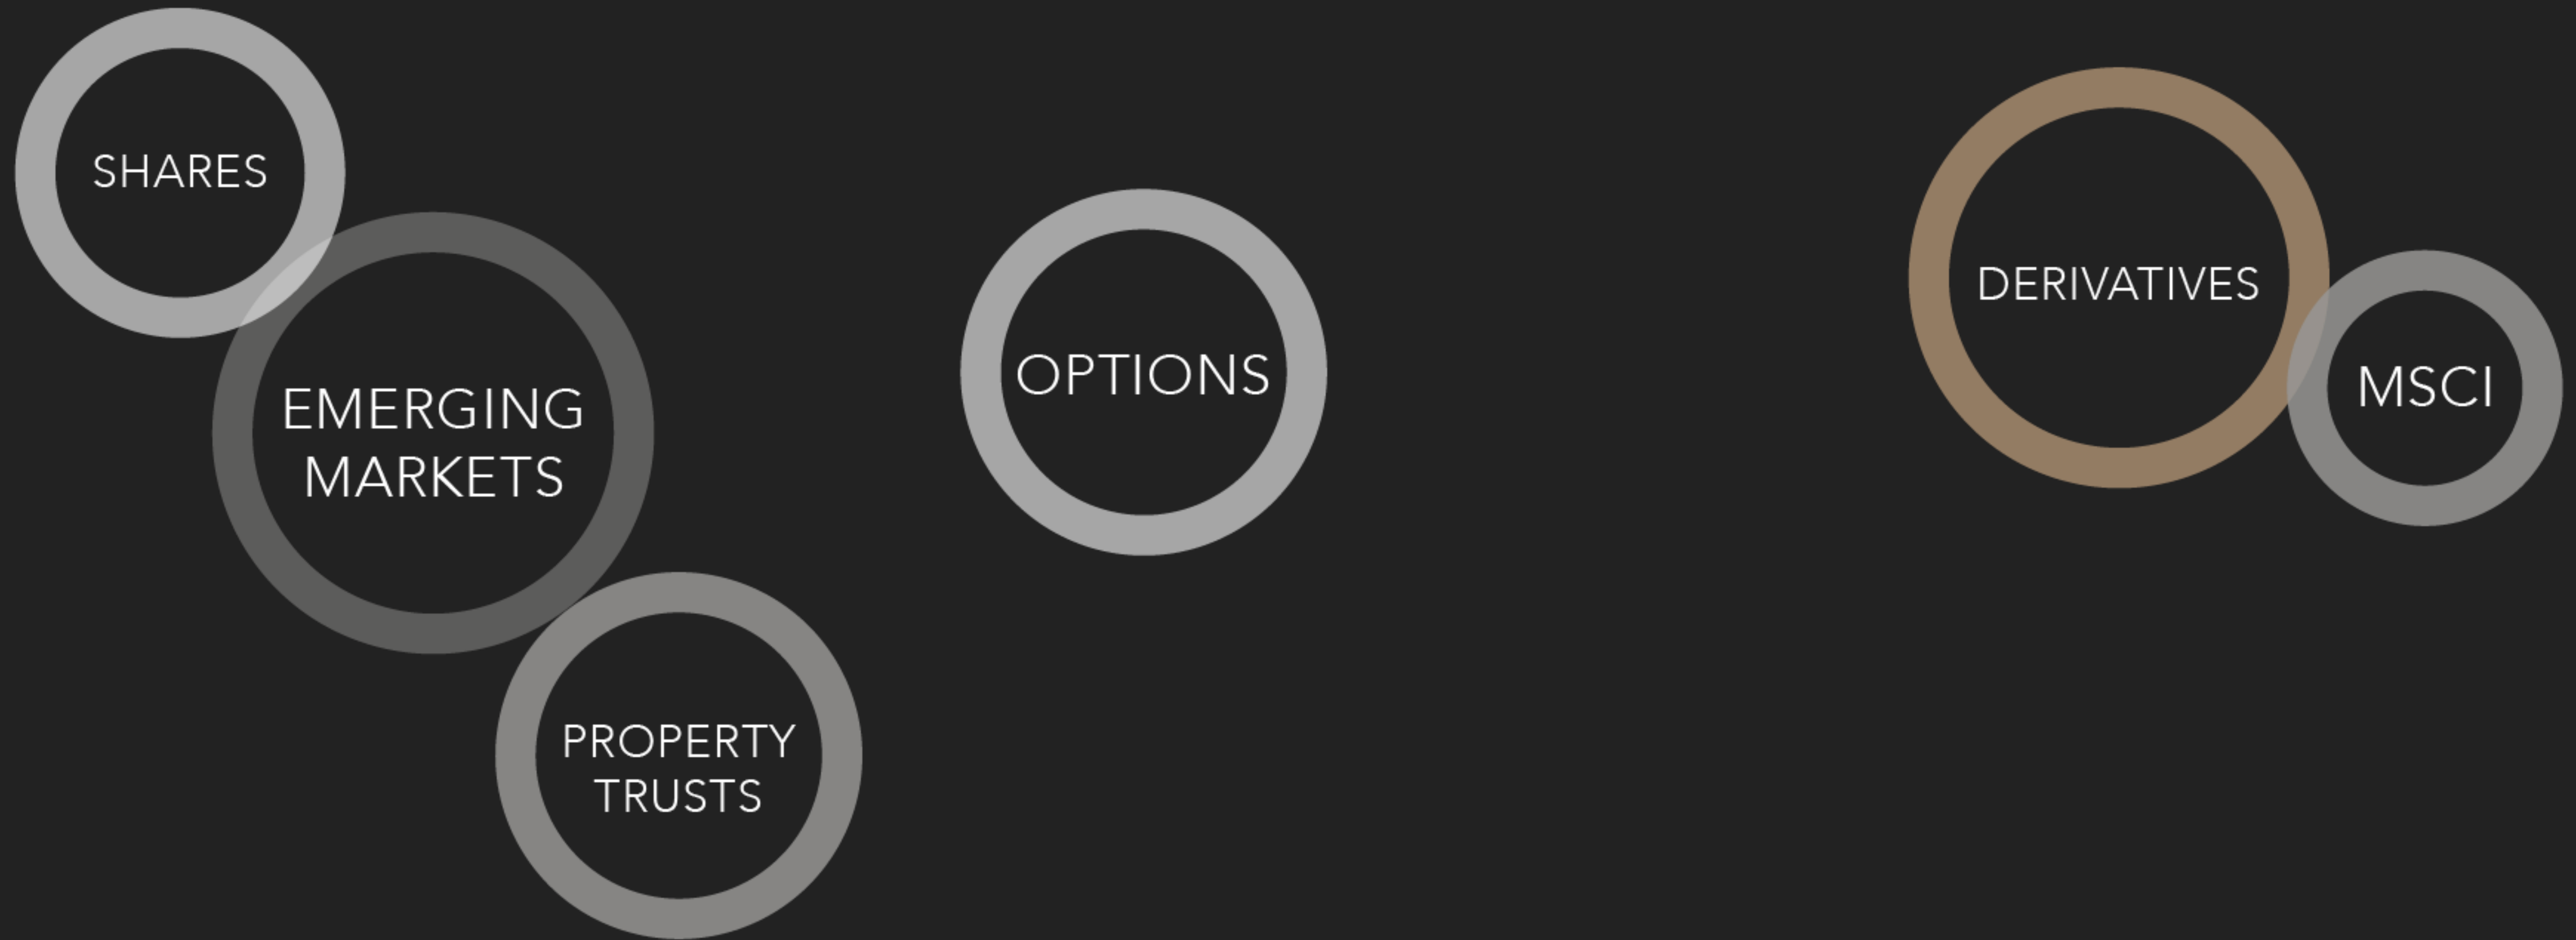 SHARES
EMERGING
MARKETS
PROPERTY
TRUSTS
OPTIONS
DERIVATIVES
MSCI